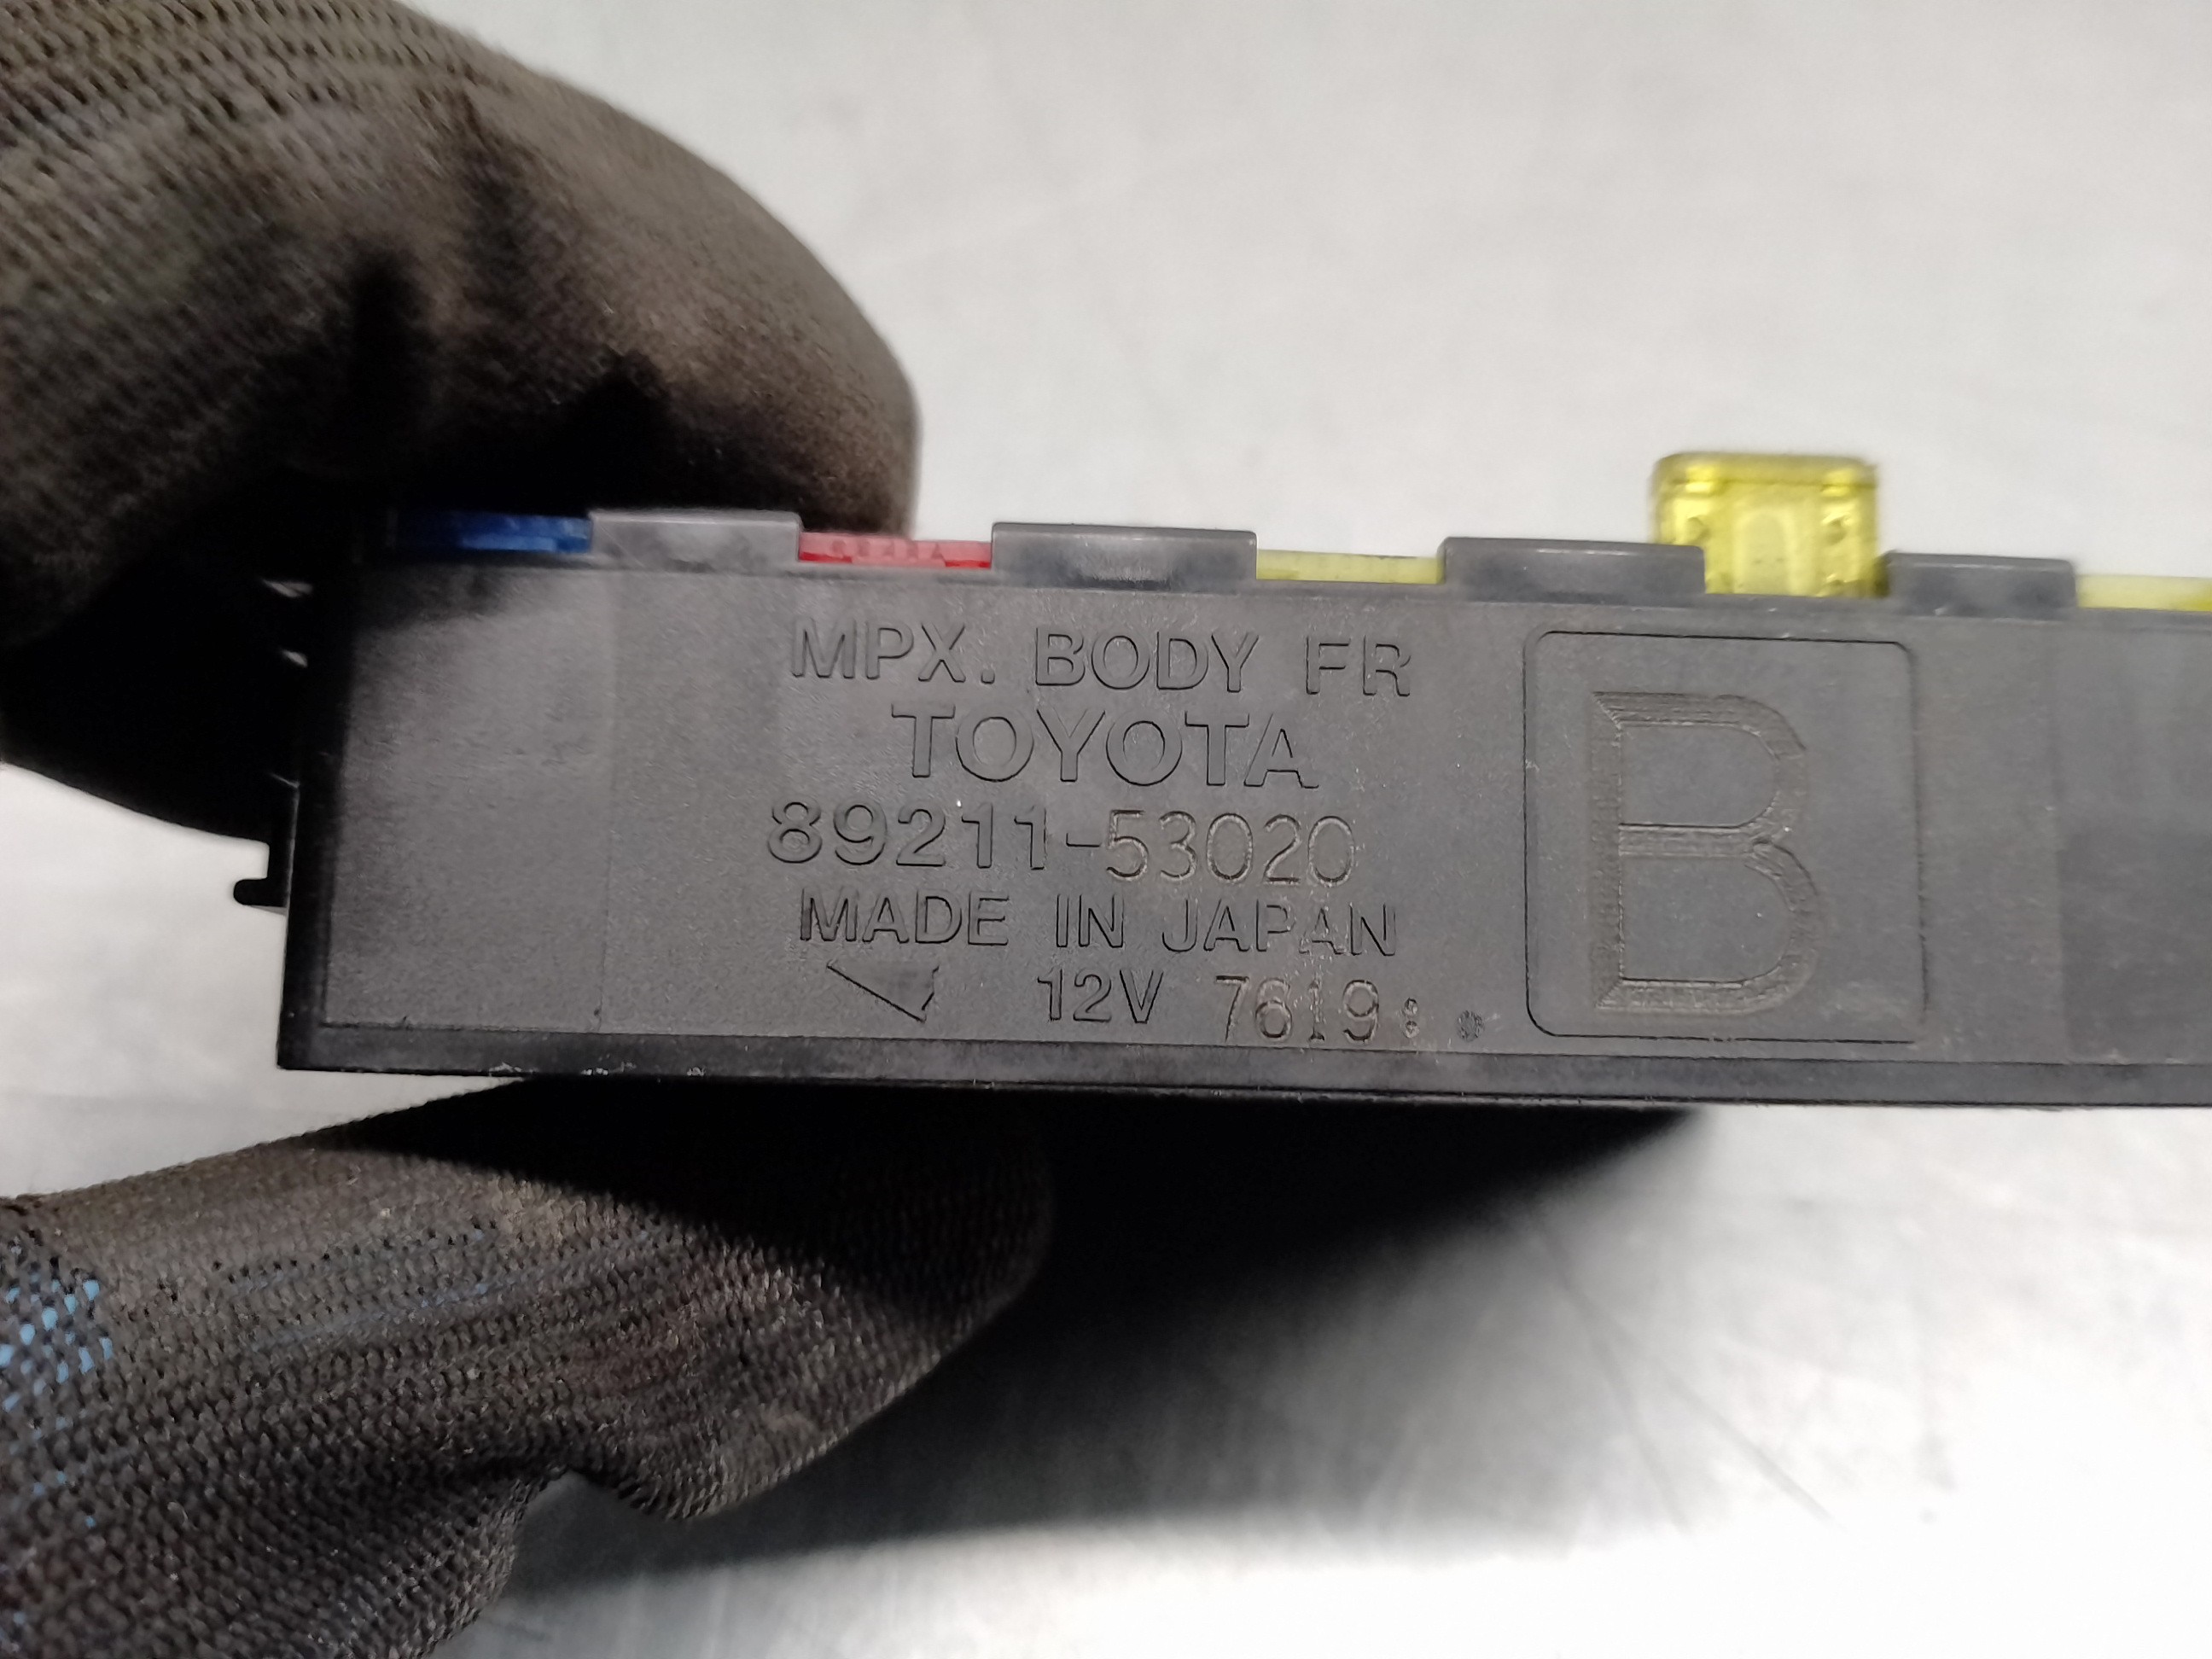 MPX. BODY FR
TOYOTA
89211-53020
MADE IN JAPAN
12V 7619
B